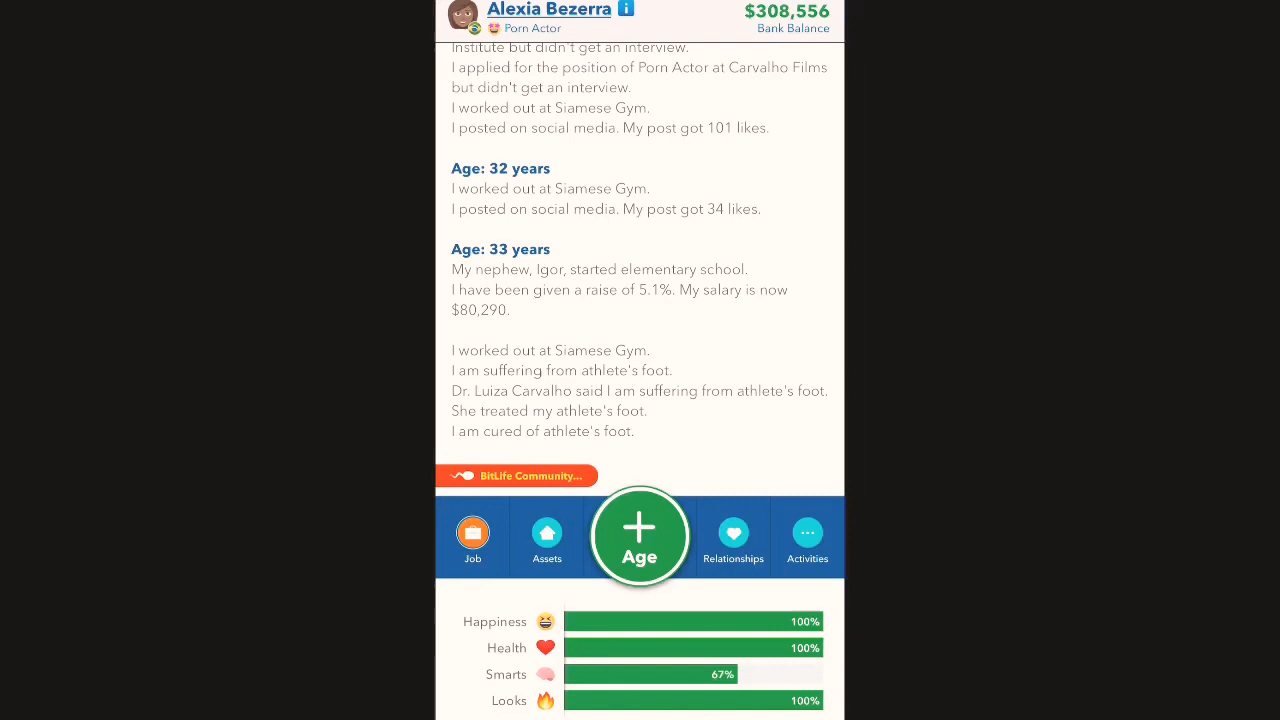 Alexia Bezerra
$308,556
Porn Actor
Bank Balance
Institute but didn't get an interview.
I applied for the position of Porn Actor at Carvalho Films
but didn't get an interview.
I worked out at Siamese Gym.
I posted on social media. My post got 101 likes.
Age: 32 years
I worked out at Siamese Gym.
I posted on social media. My post got 34 likes.
Age: 33 years
My nephew, Igor, started elementary school.
I have been given a raise of 5.1%. My salary is now
$80,290.
I worked out at Siamese Gym.
I am suffering from athlete's foot.
Dr. Luiza Carvalho said I am suffering from athlete's foot.
She treated my athlete's foot.
I am cured of athlete's foot.
BitLife Community...
Job
Assets
Age
Relationships
Activities
Happiness 100%
Health 100%
Smarts 67%
Looks 100%